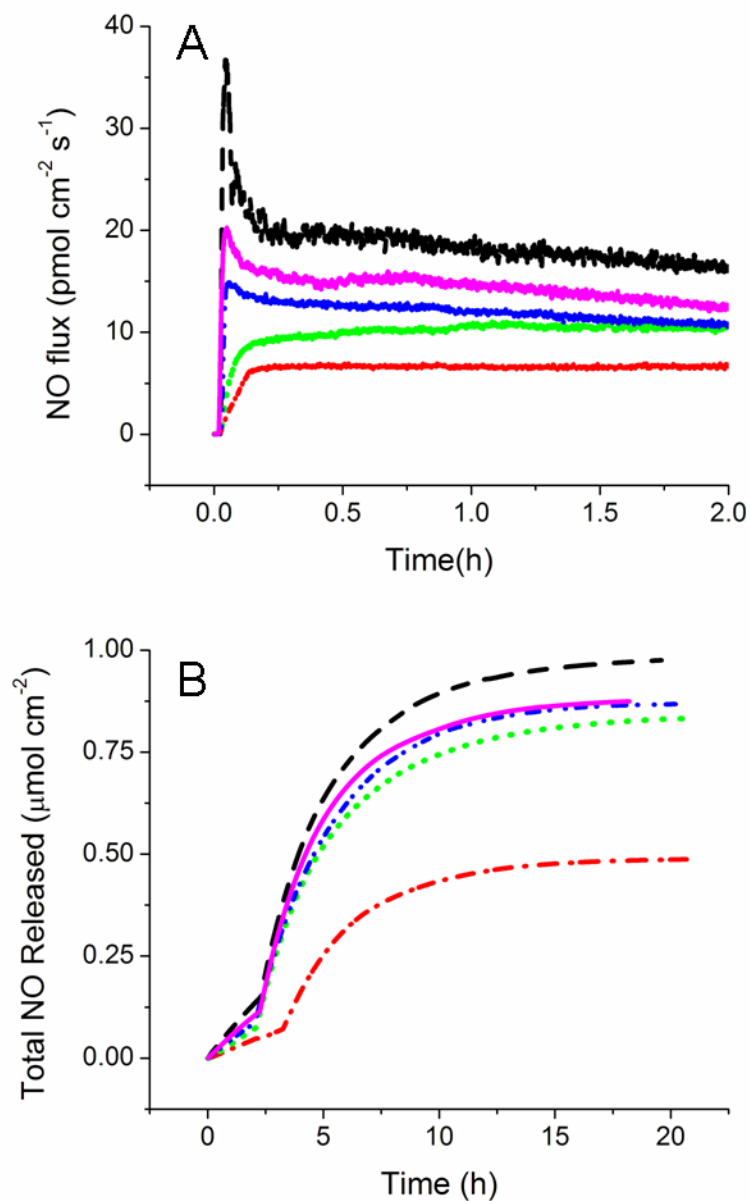 A
NO flux (pmol cm⁻² s⁻¹)
40
30
20
10
0
0.0 0.5 1.0 1.5 2.0
Time(h)
B
Total NO Released (μmol cm⁻²)
1.00
0.75
0.50
0.25
0.00
0 5 10 15 20
Time (h)